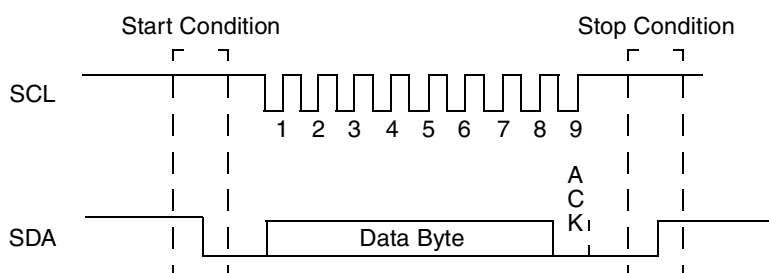 Start Condition Stop Condition
SCL
1 2 3 4 5 6 7 8 9
A
C
K
SDA
Data Byte